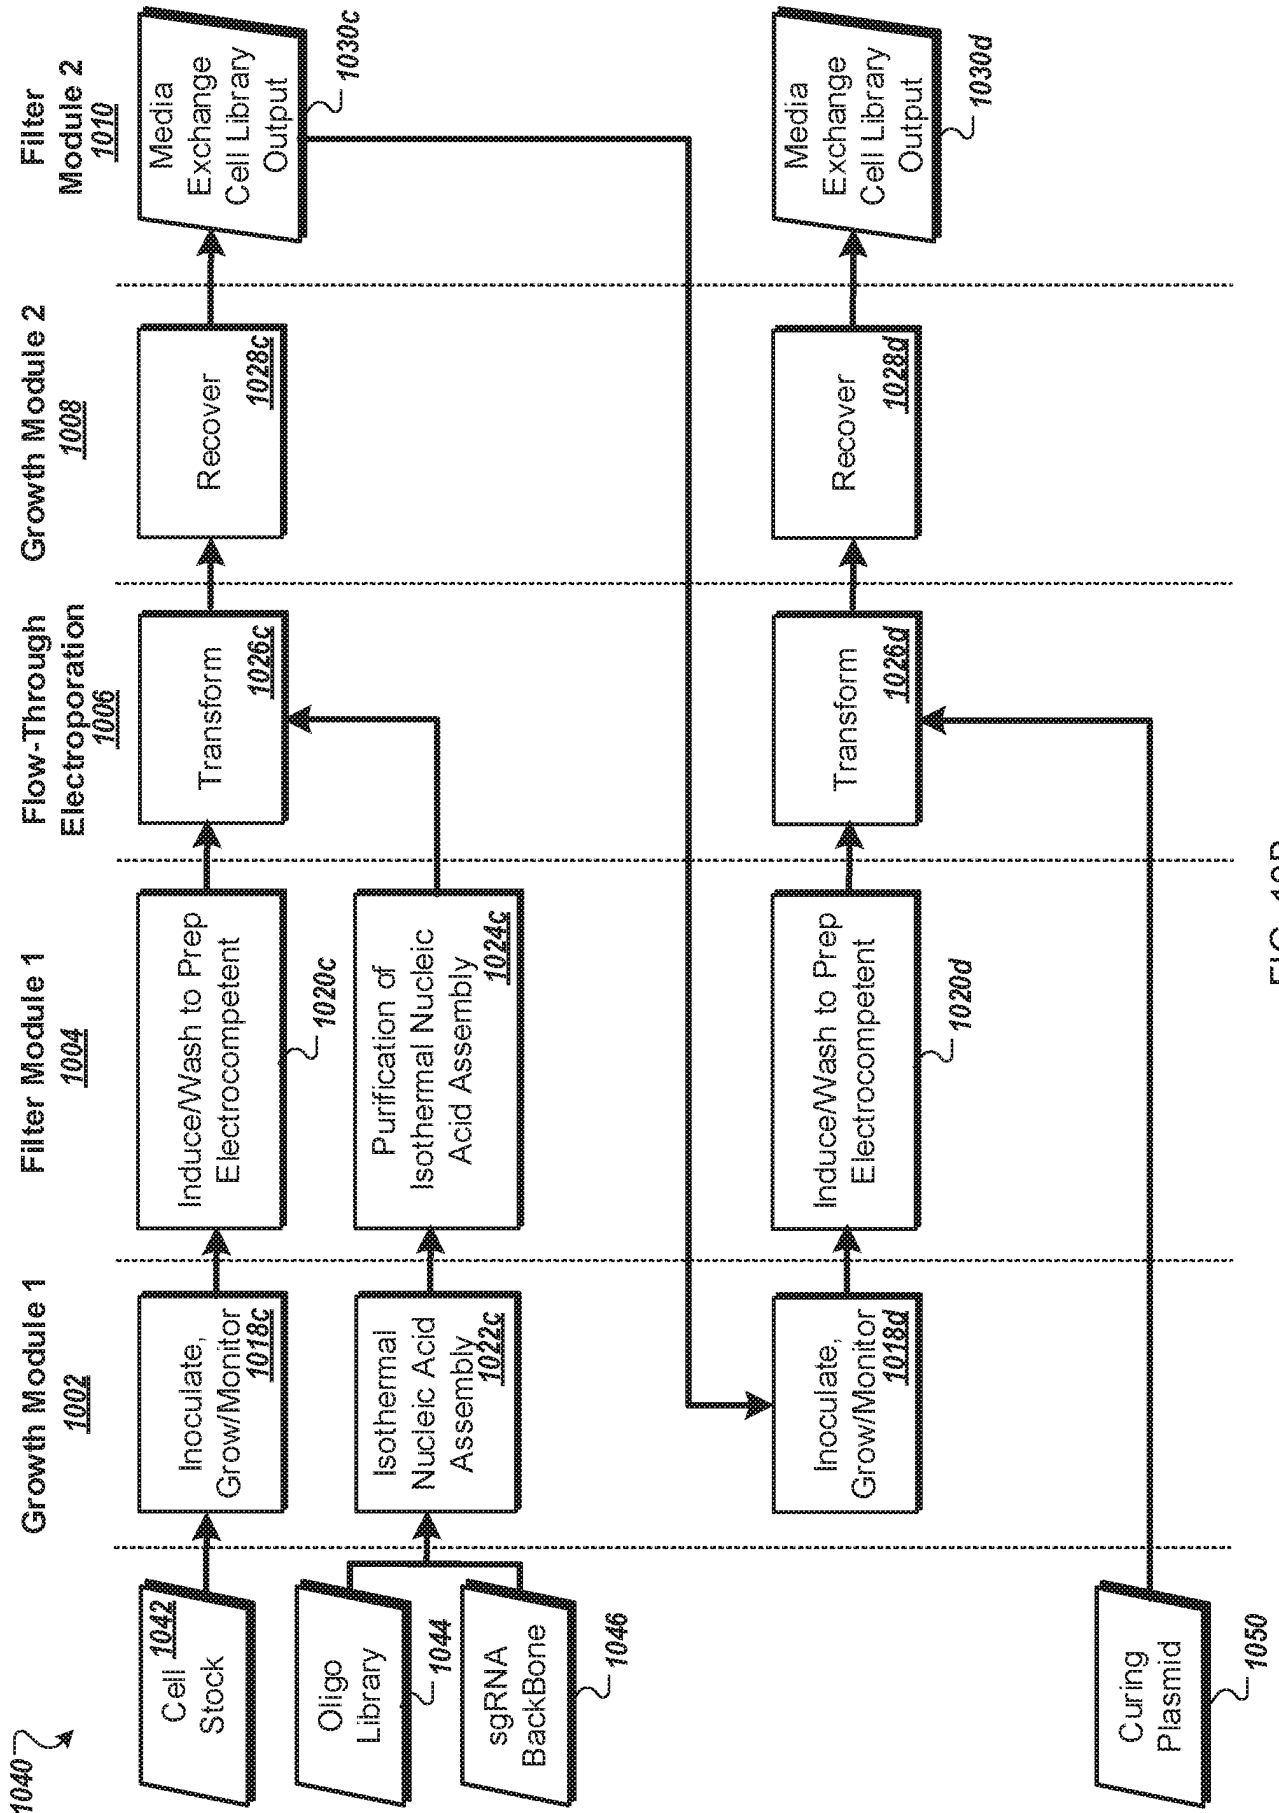 1040
Growth Module 1
1002
Filter Module 1
1004
Flow-Through
Electroporation
1006
Growth Module 2
1008
Filter
Module 2
1010
Cell
Stock
1042
Inoculate,
Grow/Monitor
1018c
Induce/Wash to Prep
Electrocompetent
1020c
Transform
1026c
Recover
1028c
Media
Exchange
Cell Library
Output
1030c
Oligo
Library
1044
sgRNA
BackBone
1046
Isothermal
Nucleic Acid
Assembly
1022c
Purification of
Isothermal Nucleic
Acid Assembly
1024c
Inoculate,
Grow/Monitor
1018d
Induce/Wash to Prep
Electrocompetent
1020d
Transform
1026d
Recover
1028d
Media
Exchange
Cell Library
Output
1030d
Curing
Plasmid
1050
FIG.